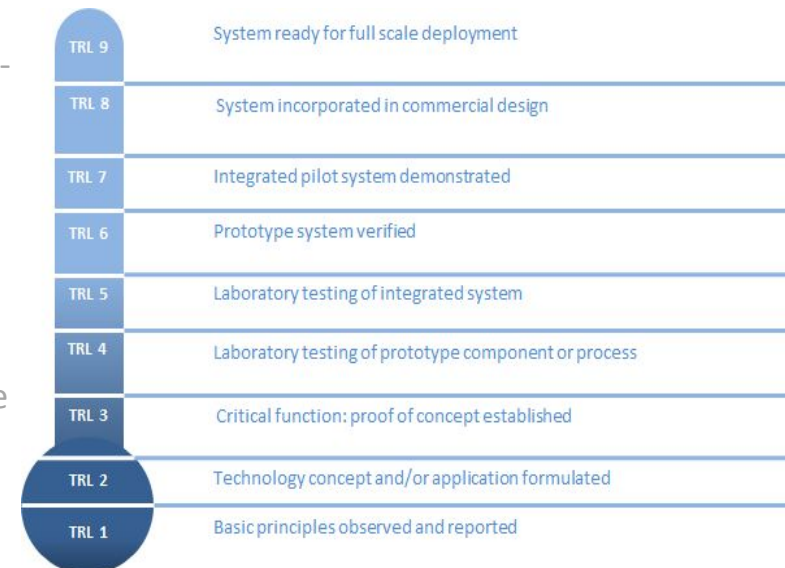 TRL 9 System ready for full scale deployment
-
TRL 8 System incorporated in commercial design
TRL 7 Integrated pilot system demonstrated
TRL 6 Prototype system verified
TRL 5 Laboratory testing of integrated system
TRL 4 Laboratory testing of prototype component or process
e
TRL 3 Critical function: proof of concept established
TRL 2 Technology concept and/or application formulated
TRL 1 Basic principles observed and reported